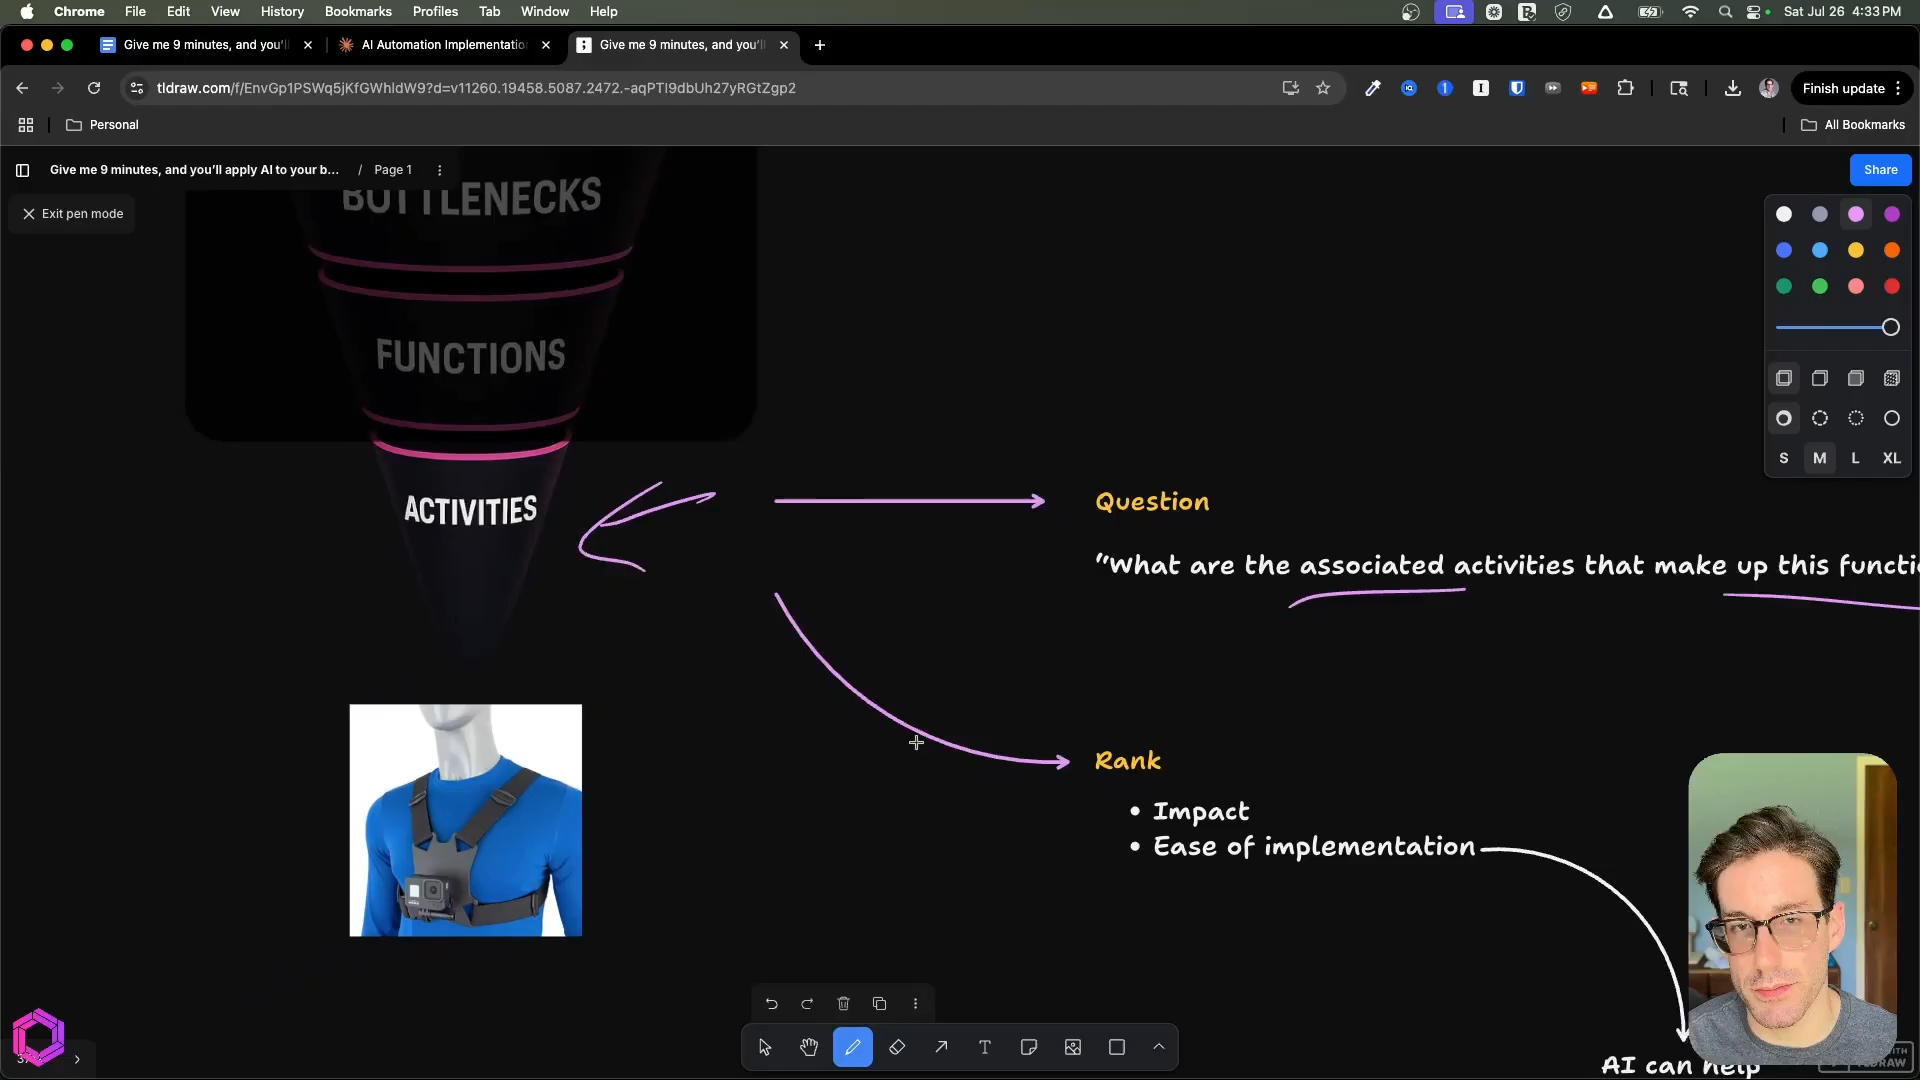 Chrome File Edit View History Bookmarks Profiles Tab Window Help
Sat Jul 26 4:33 PM
Give me 9 minutes, and you'l
AI Automation Implementatio
Give me 9 minutes, and you'l
tldraw.com/f/EnvGp1PSWq5jKfGWhIdW9?d=v11260.19458.5087.2472.-aqPTl9dbUh27yRGtZgp2
Finish update
Personal
All Bookmarks
Give me 9 minutes, and you'll apply AI to your b... / Page 1
Share
Exit pen mode
BOTTLENECKS
FUNCTIONS
S M L XL
ACTIVITIES
Question
"What are the associated activities that make up this functi
Rank
• Impact
• Ease of implementation
AI can help